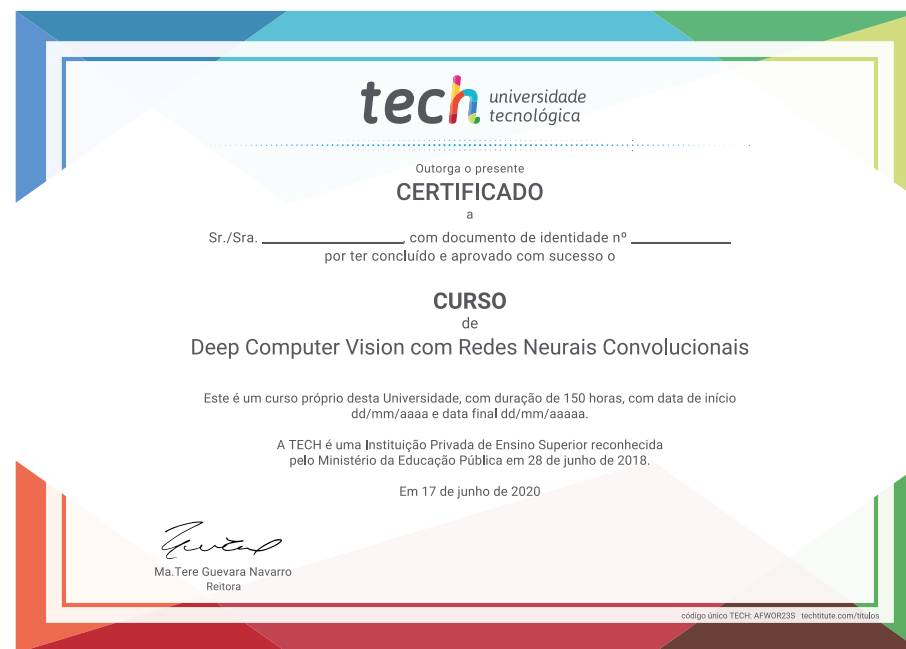 tech universidade
tecnológica
Outorga o presente
CERTIFICADO
a
Sr./Sra. ____________________, com documento de identidade nº ______________
por ter concluído e aprovado com sucesso o
CURSO
de
Deep Computer Vision com Redes Neurais Convolucionais
Este é um curso próprio desta Universidade, com duração de 150 horas, com data de início
dd/mm/aaaa e data final dd/mm/aaaaa.
A TECH é uma Instituição Privada de Ensino Superior reconhecida
pelo Ministério da Educação Pública em 28 de junho de 2018.
Em 17 de junho de 2020
Ma.Tere Guevara Navarro
Reitora
código único TECH: AFWOR23S techtitute.com/titulos